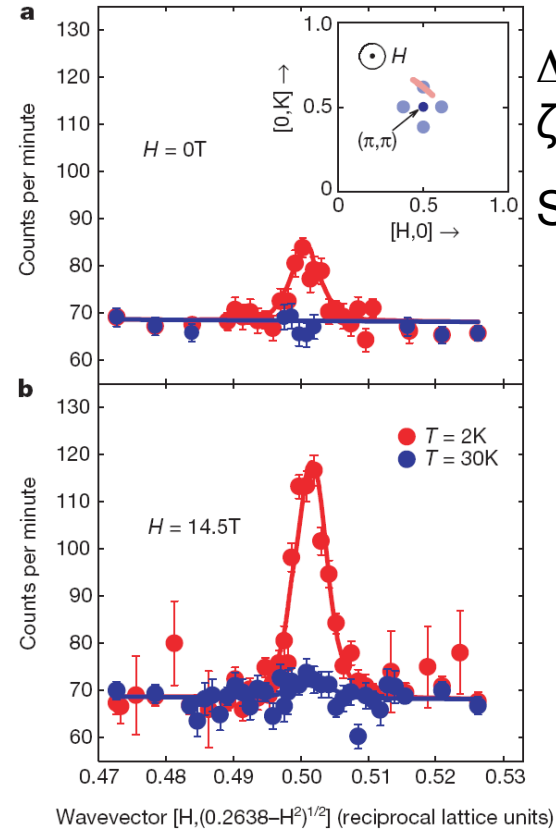 a
130
120
110
100
90
80
70
60
Counts per minute
H = 0T
1.0
0.5
0
[0,K] →
H
(π,π)
0
0.5
1.0
[H,0] →
Δ
ζ
S
b
130
120
110
100
90
80
70
60
Counts per minute
H = 14.5T
T = 2K
T = 30K
0.47
0.48
0.49
0.50
0.51
0.52
0.53
Wavevector [H,(0.2638–H²)¹/²] (reciprocal lattice units)